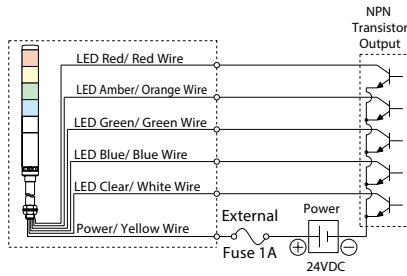 NPN
Transistor
Output
LED Red/ Red Wire
LED Amber/ Orange Wire
LED Green/ Green Wire
LED Blue/ Blue Wire
LED Clear/ White Wire
Power/ Yellow Wire
External
Fuse 1A
Power
24VDC